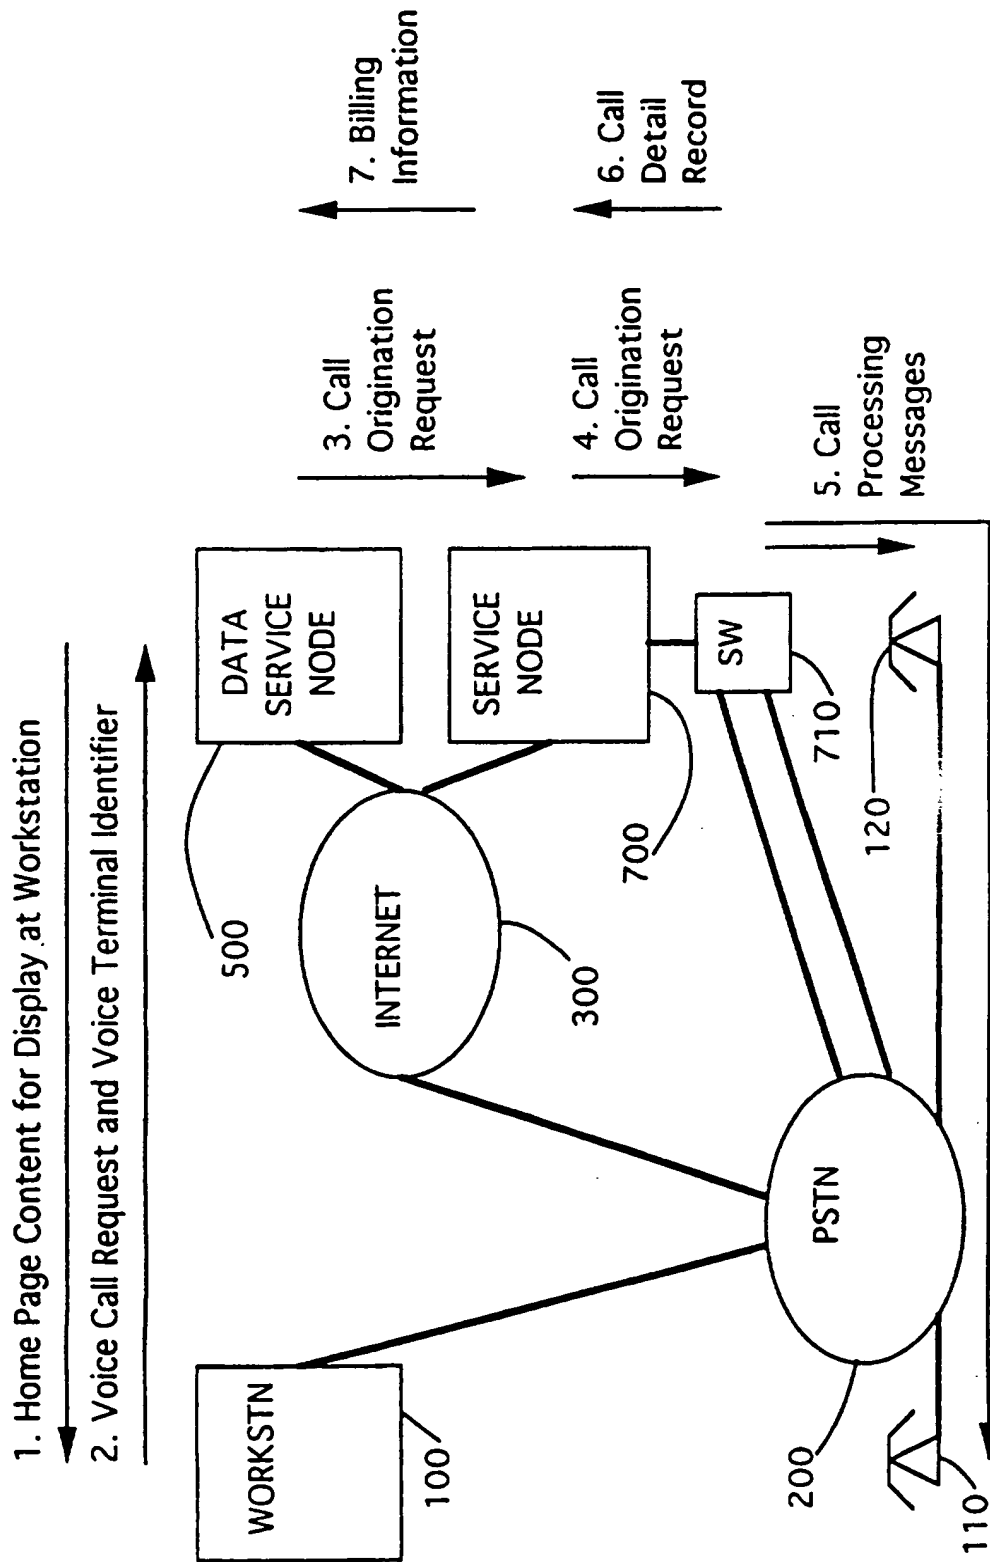 1. Home Page Content for Display at Workstation
2. Voice Call Request and Voice Terminal Identifier
WORKSTN
100
INTERNET
300
500
DATA
SERVICE
NODE
3. Call
Origination
Request
7. Billing
Information
SERVICE
NODE
700
4. Call
Origination
Request
6. Call
Detail
Record
SW
710
PSTN
200
5. Call
Processing
Messages
110
120